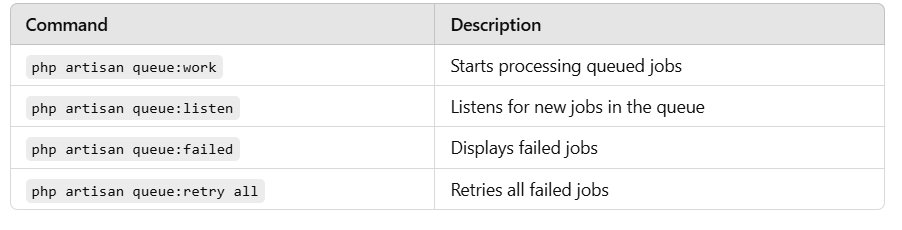 Command Description
php artisan queue:work Starts processing queued jobs
php artisan queue:listen Listens for new jobs in the queue
php artisan queue:failed Displays failed jobs
php artisan queue:retry all Retries all failed jobs